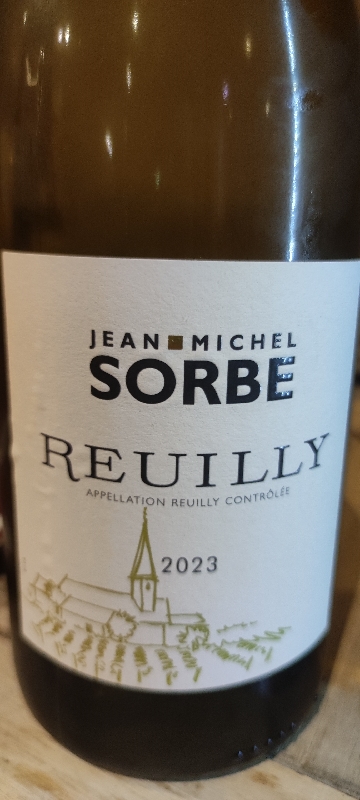 JEAN MICHEL
SORBE
REUILLY
APPELLATION REUILLY CONTRÔLÉE
2023